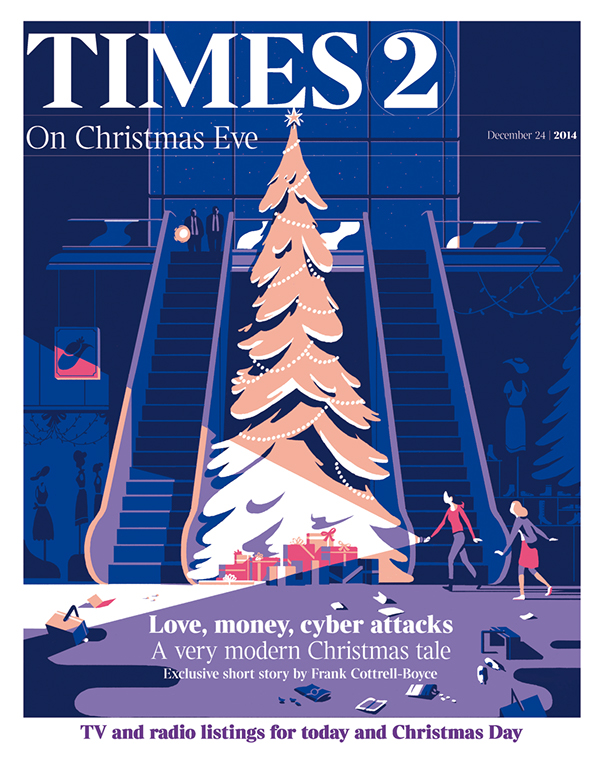 TIMES 2
On Christmas Eve
December 24 | 2014
Love, money, cyber attacks
A very modern Christmas tale
Exclusive short story by Frank Cottrell-Boyce
TV and radio listings for today and Christmas Day